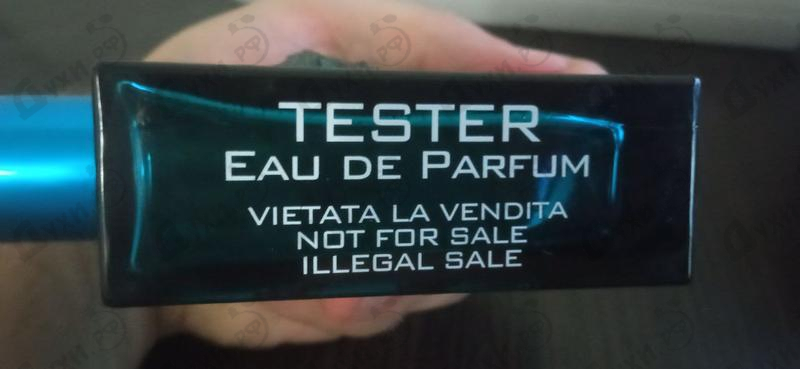 TESTER
EAU DE PARFUM
VIETATA LA VENDITA
NOT FOR SALE
ILLEGAL SALE